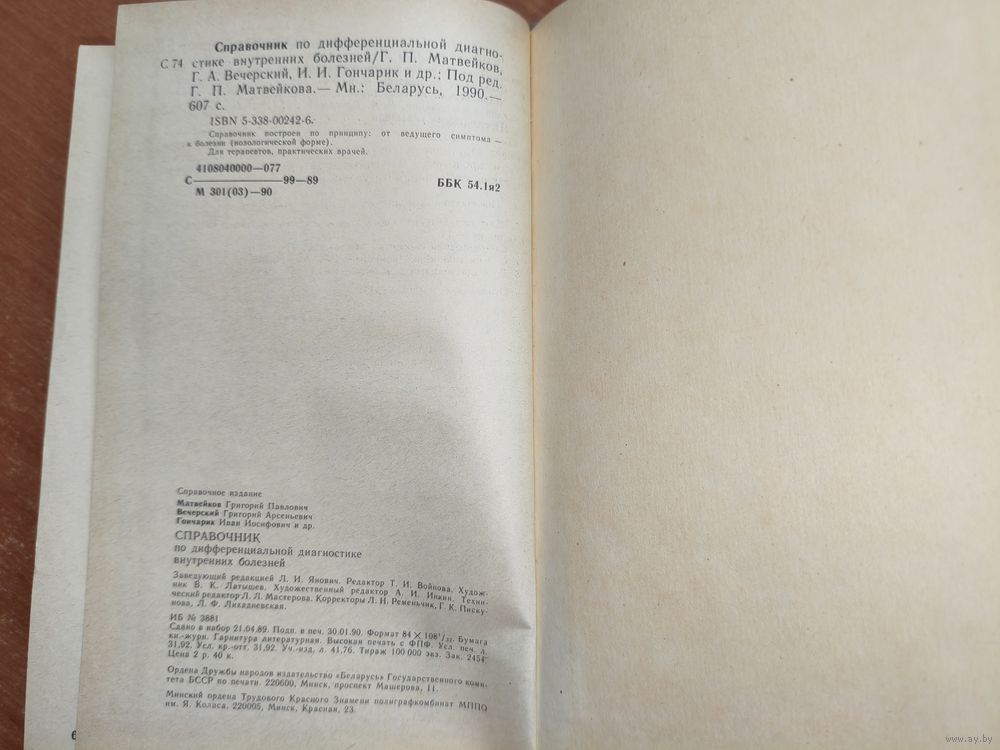 Справочник по дифференциальной диагно-
С 74 стике внутренних болезней/Г. П. Матвейков,
Г. А. Вечерский, И. И. Гончарик и др.; Под ред.
Г. П. Матвейкова.— Мн.: Беларусь, 1990.—
607 с.
ISBN 5-338-00242-6.
Справочник построен по принципу: от ведущего симптома —
к болезни (нозологической форме).
Для терапевтов, практических врачей.
4108040000—077
С————————99—89
М 301(03)—90
ББК 54.1я2
Справочное издание
Матвейков Григорий Павлович
Вечерский Григорий Арсеньевич
Гончарик Иван Иосифович и др.
СПРАВОЧНИК
по дифференциальной диагностике
внутренних болезней
Заведующий редакцией Л. И. Янович. Редактор Т. И. Войнова. Худож-
ник В. К. Латышев. Художественный редактор А. И. Инкин. Техни-
ческий редактор Л. Л. Мастерова. Корректоры Л. Н. Ременьчик, Г. К. Писку-
нова, Л. Ф. Ликадневская.
ИБ № 3881
Сдано в набор 21.04.89. Подп. в печ. 30.01.90. Формат 84 × 108¹/₃₂. Бумага
кн.-журн. Гарнитура литературная. Высокая печать с ФПФ. Усл. печ. л.
31,92. Усл. кр.-отт. 31,92. Уч.-изд. л. 41,76. Тираж 100 000 экз. Зак. 2454.
Цена 2 р. 40 к.
Ордена Дружбы народов издательство «Беларусь» Государственного коми-
тета БССР по печати. 220600, Минск, проспект Машерова, 11.
Минский ордена Трудового Красного Знамени полиграфкомбинат МППО
им. Я. Коласа. 220005, Минск, Красная, 23.
6
www.ay.by